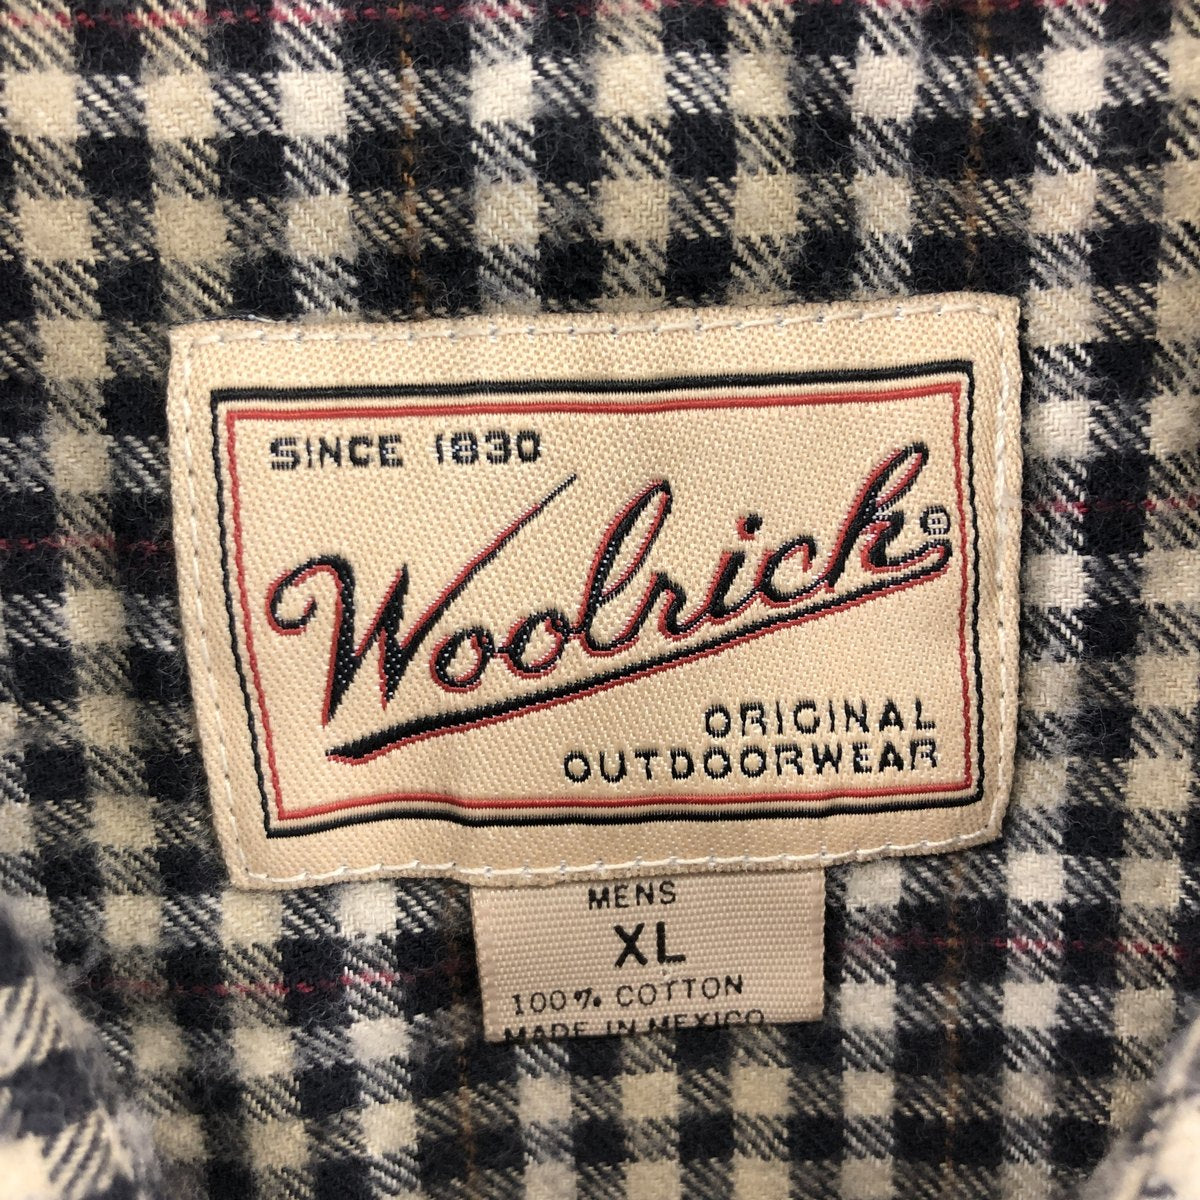 SINCE 1830
Woolrich®
ORIGINAL
OUTDOORWEAR
MENS
XL
100% COTTON
MADE IN MEXICO